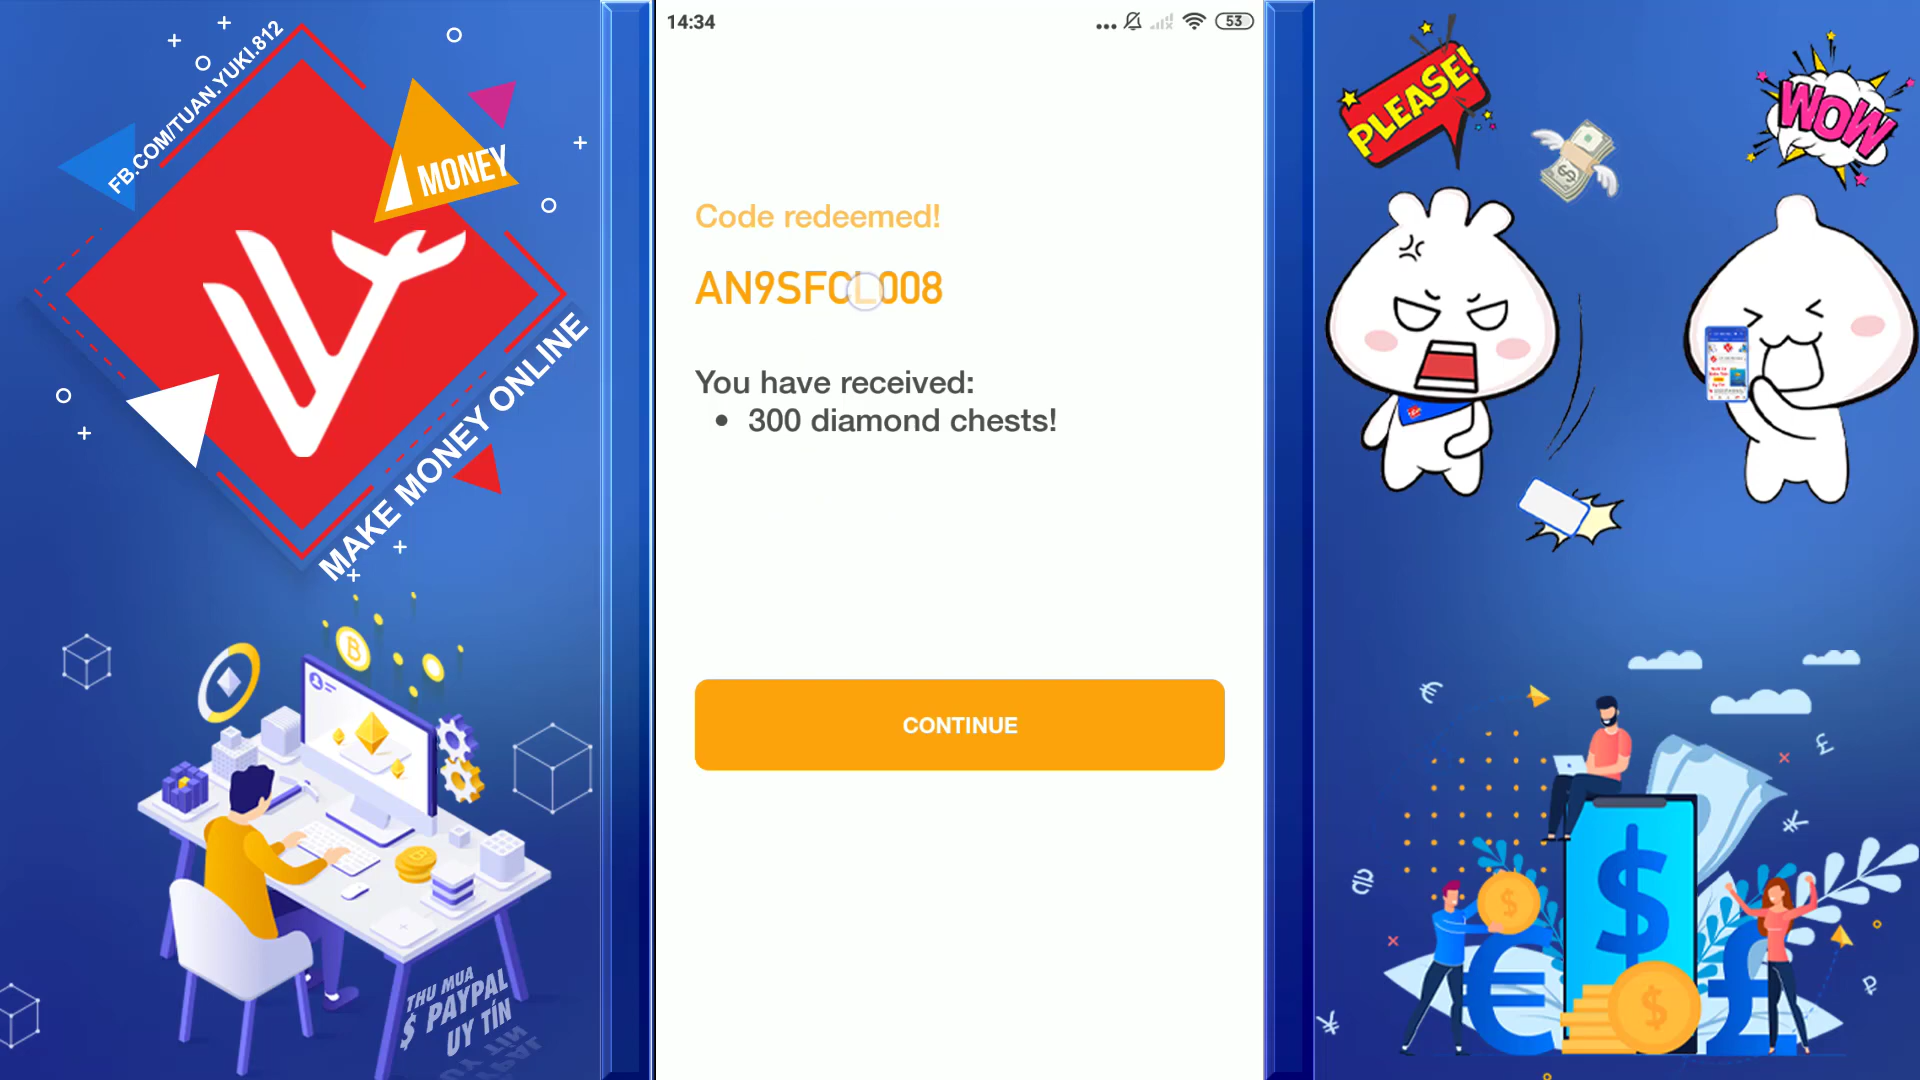 FB.COM/TUAN.YUKI.812
MONEY
MAKE MONEY ONLINE
THU MUA
$ PAYPAL
UY TÍN
14:34
53
Code redeemed!
AN9SFCL008
You have received:
• 300 diamond chests!
CONTINUE
PLEASE!
WOW